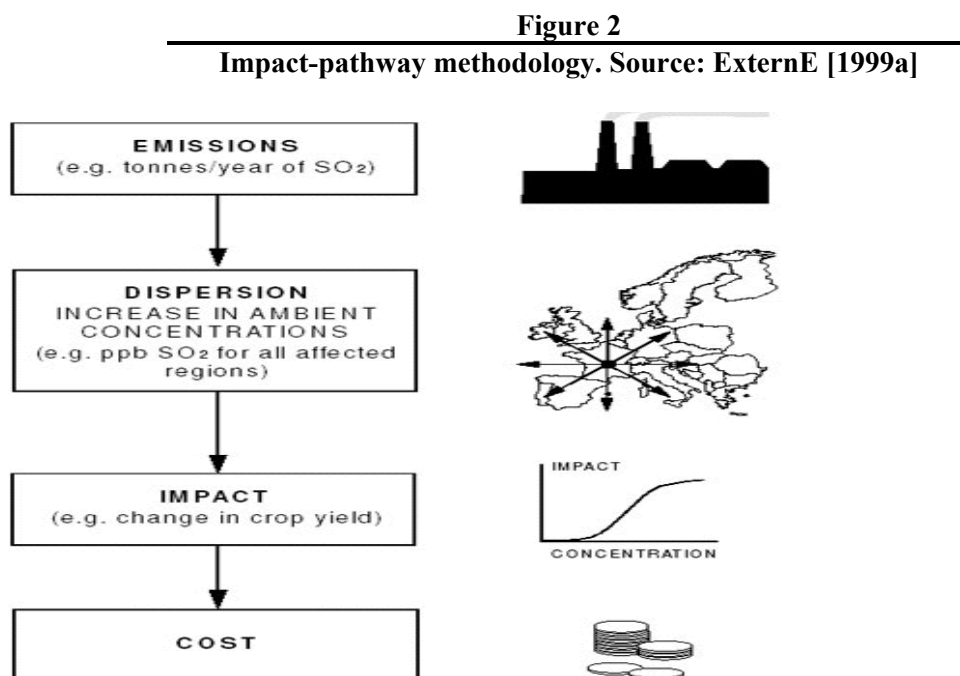 Figure 2
Impact-pathway methodology. Source: ExternE [1999a]
EMISSIONS
(e.g. tonnes/year of SO₂)
DISPERSION
INCREASE IN AMBIENT
CONCENTRATIONS
(e.g. ppb SO₂ for all affected
regions)
IMPACT
(e.g. change in crop yield)
IMPACT
CONCENTRATION
COST